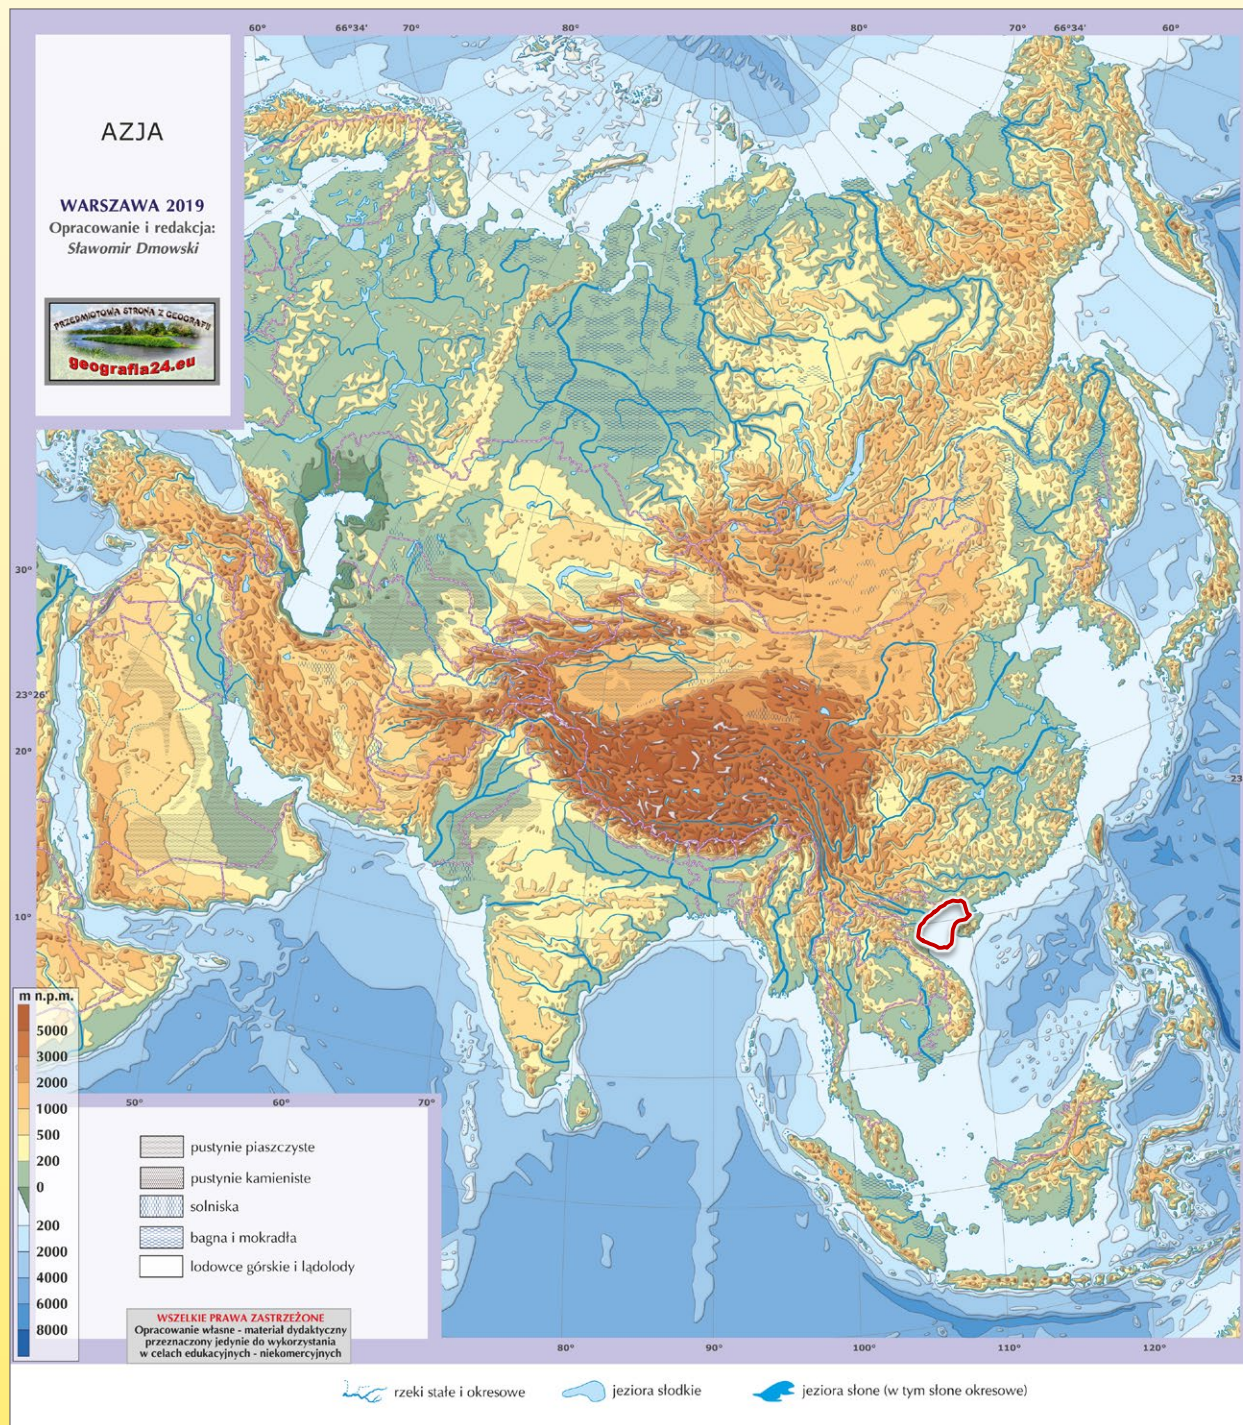 60° 66°34' 70° 80° 80° 70° 66°34' 60°
AZJA
WARSZAWA 2019
Opracowanie i redakcja:
Sławomir Dmowski
PRZEDMIOTOWA STRONA Z GEOGRAFII
geografia24.eu
30°
23°26'
20°
23
10°
90° 100° 110°
m n.p.m.
5000
3000
2000
1000
500
200
0
200
2000
4000
6000
8000
50° 60° 70°
pustynie piaszczyste
pustynie kamieniste
solniska
bagna i mokradła
lodowce górskie i lądolody
WSZELKIE PRAWA ZASTRZEŻONE
Opracowanie własne - materiał dydaktyczny
przeznaczony jedynie do wykorzystania
w celach edukacyjnych - niekomercyjnych
80° 90° 100° 110° 120°
rzeki stałe i okresowe
jeziora słodkie
jeziora słone (w tym słone okresowe)